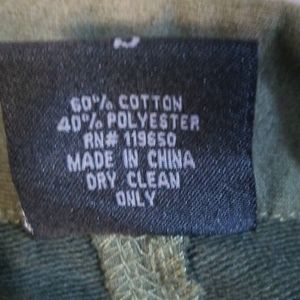 60% COTTON
40% POLYESTER
RN# 119650
MADE IN CHINA
DRY CLEAN
ONLY